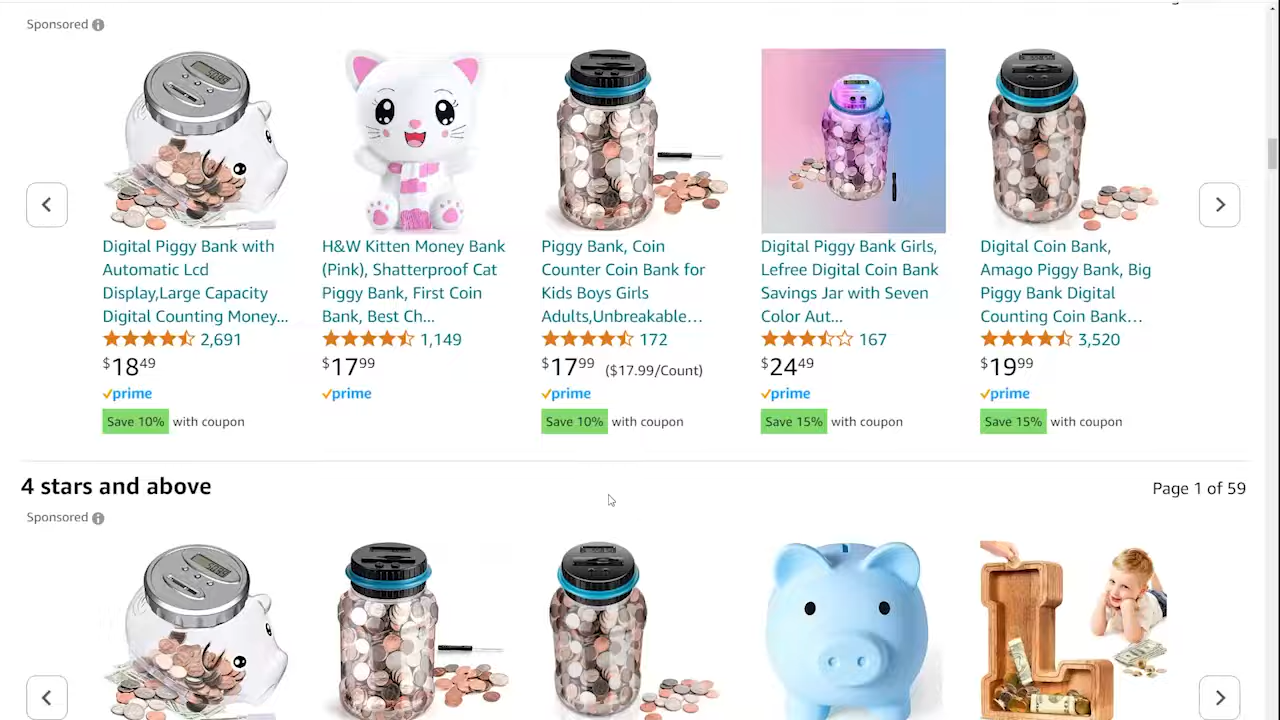 Sponsored
Digital Piggy Bank with
Automatic Lcd
Display,Large Capacity
Digital Counting Money...
2,691
$18.49
prime
Save 10% with coupon
H&W Kitten Money Bank
(Pink), Shatterproof Cat
Piggy Bank, First Coin
Bank, Best Ch...
1,149
$17.99
prime
Piggy Bank, Coin
Counter Coin Bank for
Kids Boys Girls
Adults,Unbreakable...
172
$17.99 ($17.99/Count)
prime
Save 10% with coupon
Digital Piggy Bank Girls,
Lefree Digital Coin Bank
Savings Jar with Seven
Color Aut...
167
$24.49
prime
Save 15% with coupon
Digital Coin Bank,
Amago Piggy Bank, Big
Piggy Bank Digital
Counting Coin Bank...
3,520
$19.99
prime
Save 15% with coupon
4 stars and above
Page 1 of 59
Sponsored